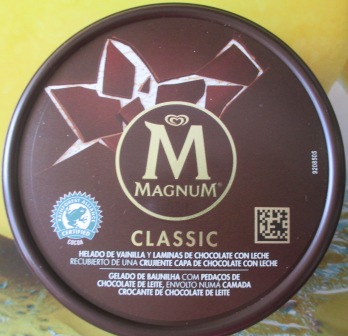 M
MAGNUM®
CLASSIC
RAINFOREST ALLIANCE
CERTIFIED
COCOA
HELADO DE VAINILLA Y LAMINAS DE CHOCOLATE CON LECHE
RECUBIERTO DE UNA CRUJIENTE CAPA DE CHOCOLATE CON LECHE
GELADO DE BAUNILHA COM PEDAÇOS DE
CHOCOLATE DE LEITE, ENVOLTO NUMA CAMADA
CROCANTE DE CHOCOLATE DE LEITE